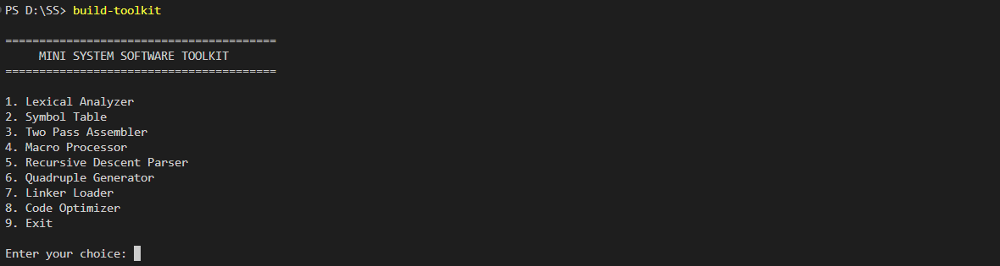 PS D:\SS> build-toolkit
========================================
MINI SYSTEM SOFTWARE TOOLKIT
========================================
1. Lexical Analyzer
2. Symbol Table
3. Two Pass Assembler
4. Macro Processor
5. Recursive Descent Parser
6. Quadruple Generator
7. Linker Loader
8. Code Optimizer
9. Exit
Enter your choice: